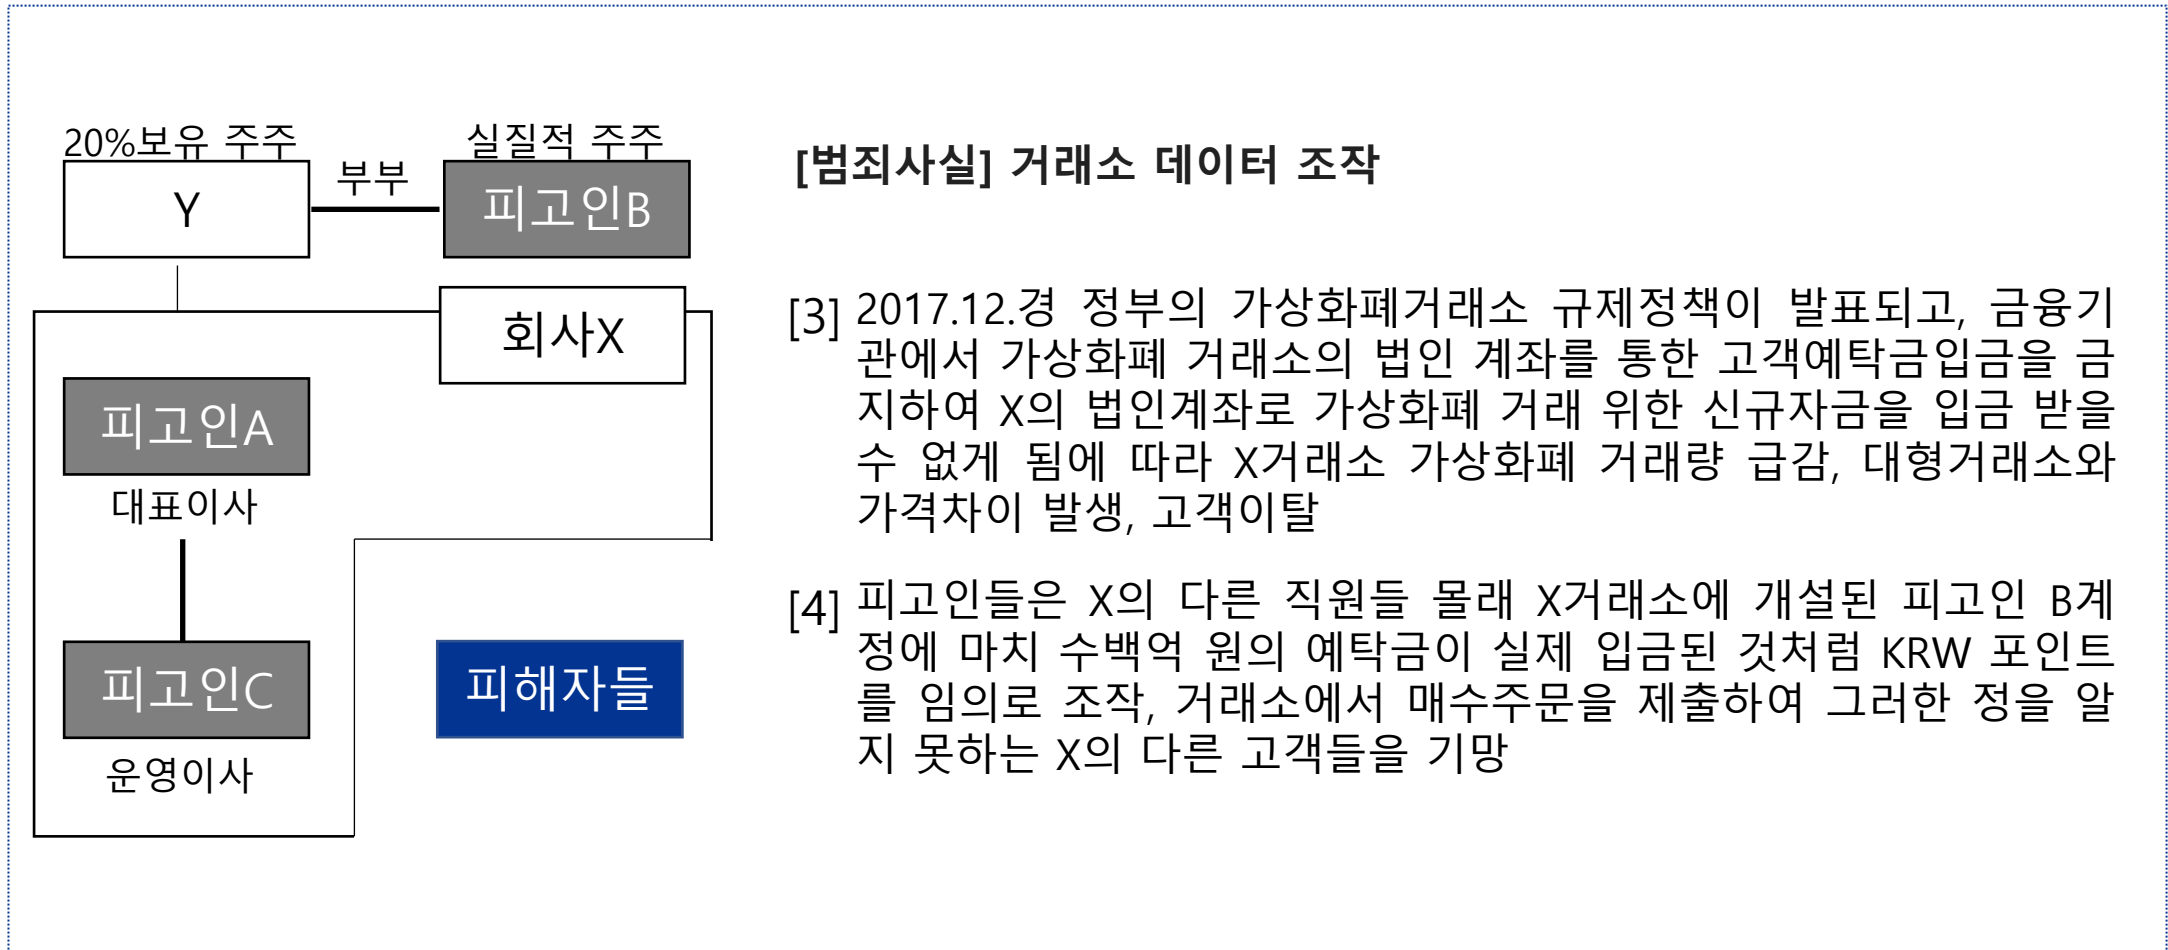 20%보유 주주
실질적 주주
부부
Y
피고인B
회사X
피고인A
대표이사
피고인C
운영이사
피해자들
[범죄사실] 거래소 데이터 조작
[3] 2017.12.경 정부의 가상화폐거래소 규제정책이 발표되고, 금융기
관에서 가상화폐 거래소의 법인 계좌를 통한 고객예탁금입금을 금
지하여 X의 법인계좌로 가상화폐 거래 위한 신규자금을 입금 받을
수 없게 됨에 따라 X거래소 가상화폐 거래량 급감, 대형거래소와
가격차이 발생, 고객이탈
[4] 피고인들은 X의 다른 직원들 몰래 X거래소에 개설된 피고인 B계
정에 마치 수백억 원의 예탁금이 실제 입금된 것처럼 KRW 포인트
를 임의로 조작, 거래소에서 매수주문을 제출하여 그러한 정을 알
지 못하는 X의 다른 고객들을 기망